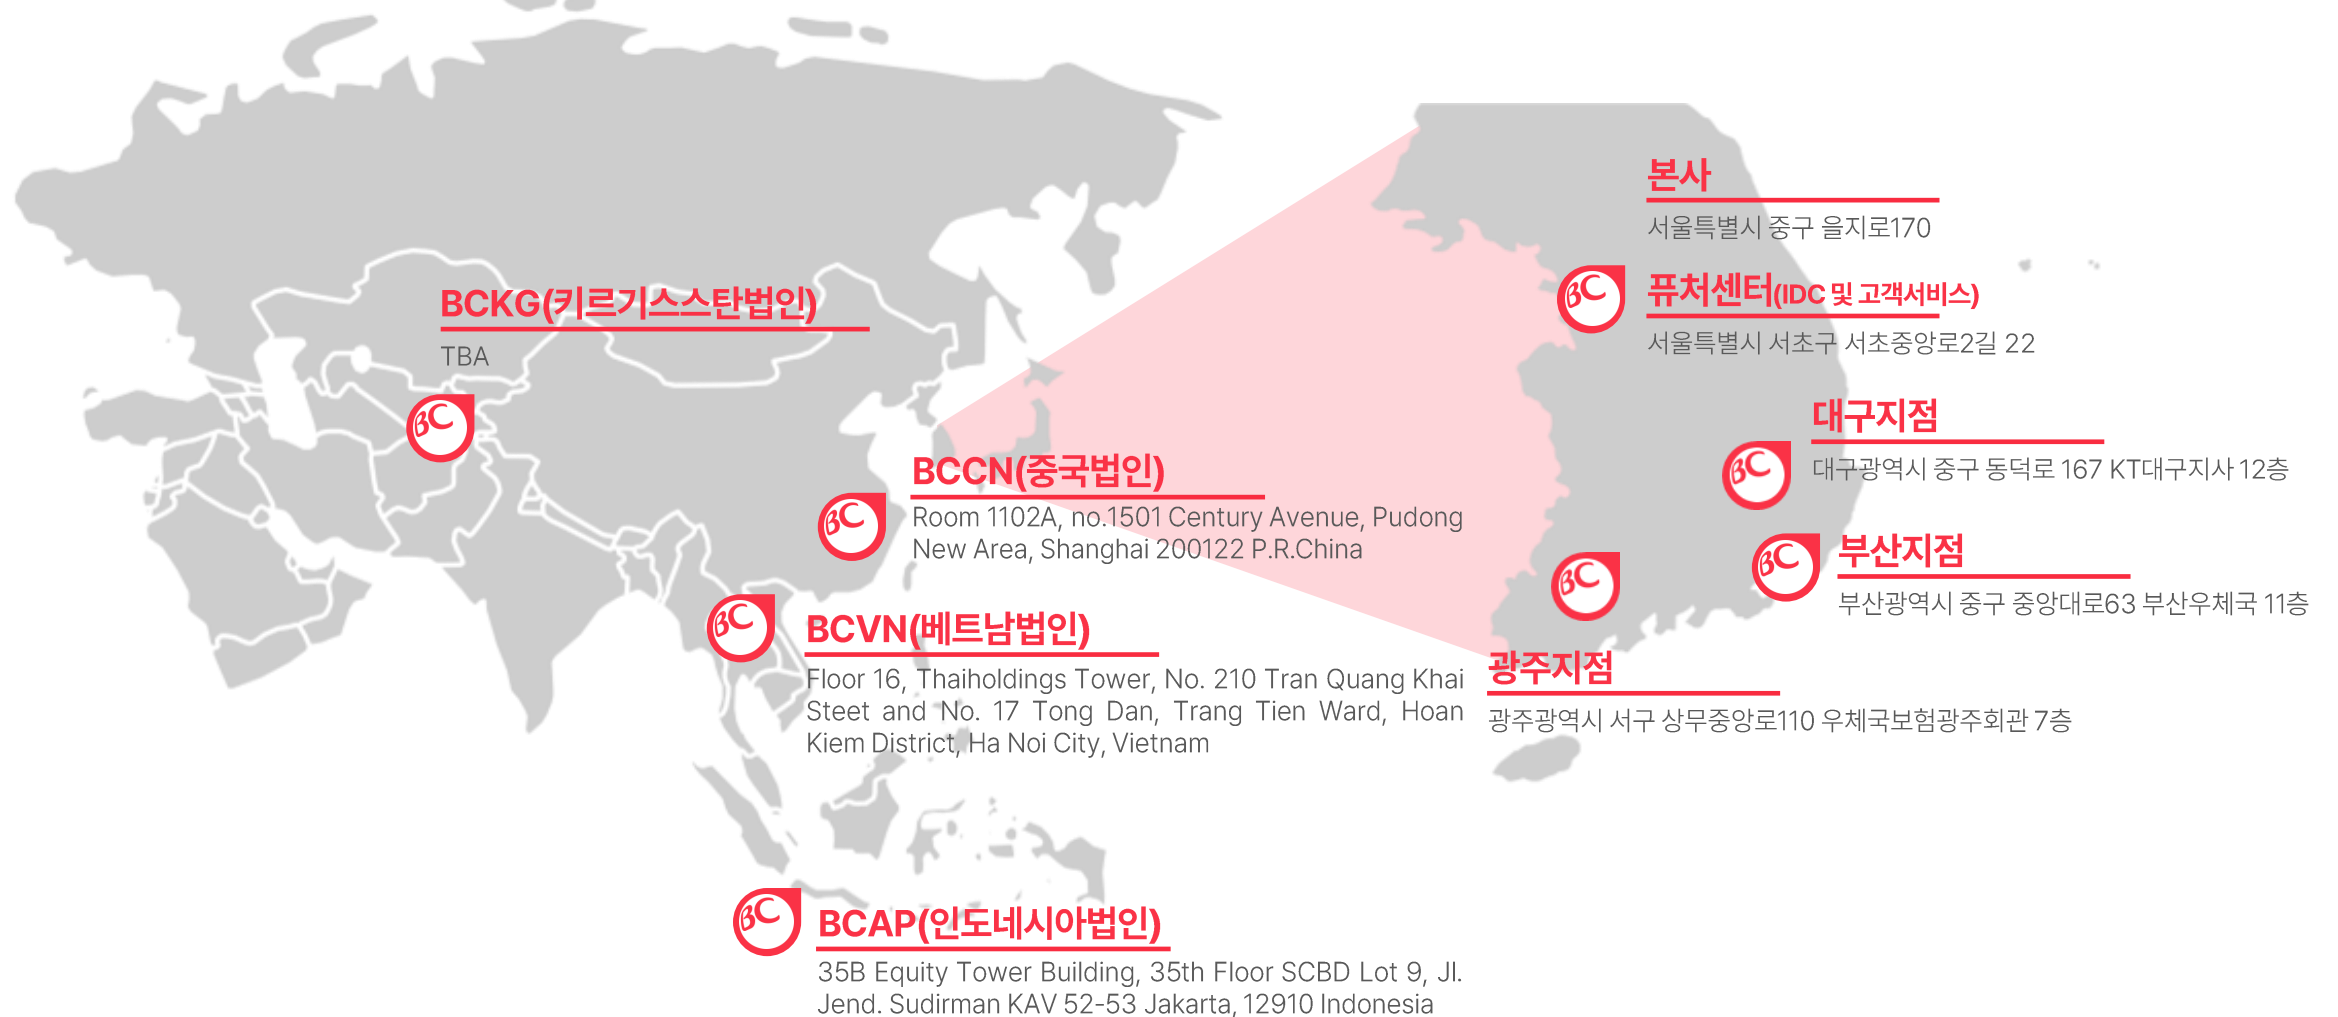 본사
서울특별시 중구 을지로170
BC
퓨처센터(IDC 및 고객서비스)
서울특별시 서초구 서초중앙로2길 22
BCKG(키르기스스탄법인)
TBA
BC
대구지점
BC
대구광역시 중구 동덕로 167 KT대구지사 12층
BCCN(중국법인)
BC
Room 1102A, no.1501 Century Avenue, Pudong
New Area, Shanghai 200122 P.R.China
부산지점
BC
부산광역시 중구 중앙대로63 부산우체국 11층
BC
광주지점
광주광역시 서구 상무중앙로110 우체국보험광주회관 7층
BC
BCVN(베트남법인)
Floor 16, Thaiholdings Tower, No. 210 Tran Quang Khai
Steet and No. 17 Tong Dan, Trang Tien Ward, Hoan
Kiem District, Ha Noi City, Vietnam
BC
BCAP(인도네시아법인)
35B Equity Tower Building, 35th Floor SCBD Lot 9, Jl.
Jend. Sudirman KAV 52-53 Jakarta, 12910 Indonesia